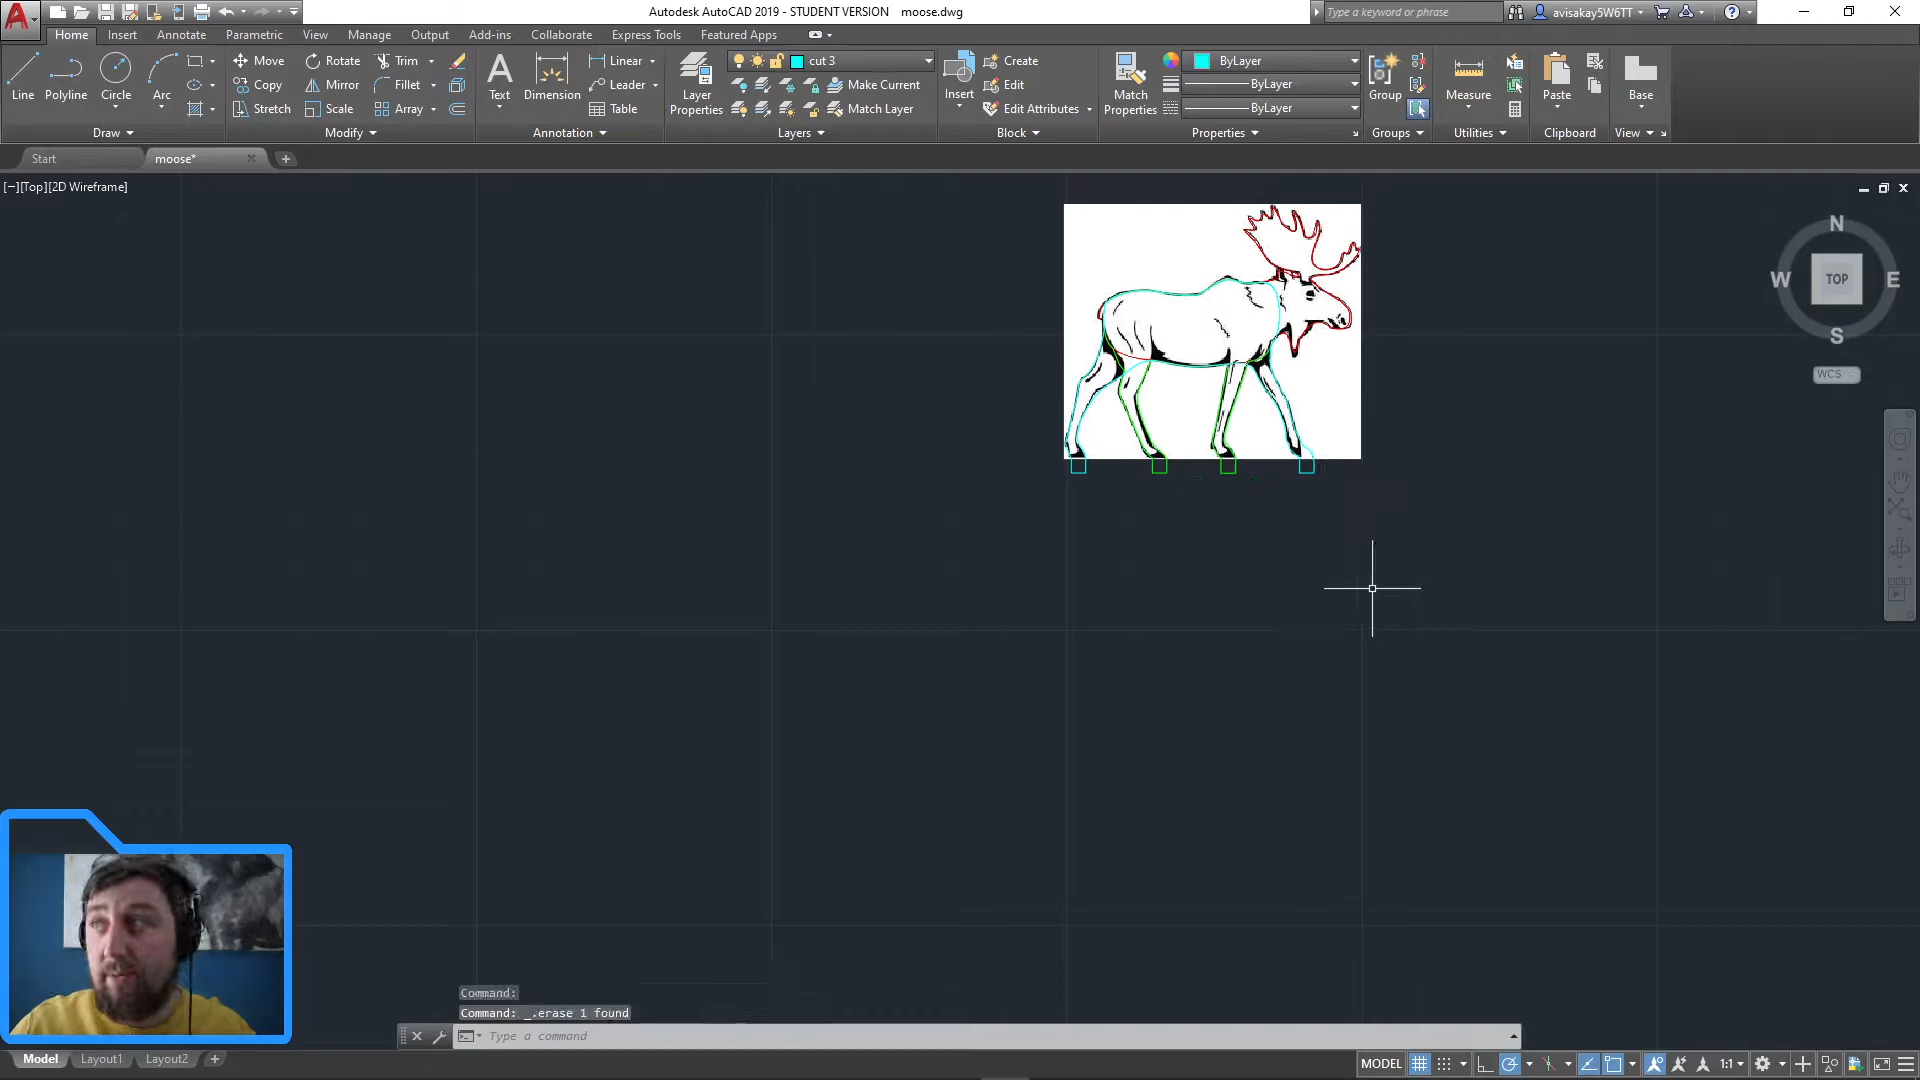 Autodesk AutoCAD 2019 - STUDENT VERSION moose.dwg
Type a keyword or phrase
avisakay5W6TT
Home Insert Annotate Parametric View Manage Output Add-ins Collaborate Express Tools Featured Apps
Line Polyline Circle Arc
Draw
Move Rotate Trim
Copy Mirror Fillet
Stretch Scale Array
Modify
Text Dimension
Linear
Leader
Table
Annotation
Layer Properties
cut 3
Make Current
Match Layer
Layers
Insert
Create
Edit
Edit Attributes
Block
Match Properties
ByLayer
ByLayer
ByLayer
Properties
Group
Groups
Measure
Utilities
Paste
Clipboard
Base
View
Start moose*
[−][Top][2D Wireframe]
N
W TOP E
S
WCS
Command:
Command: _.erase 1 found
Type a command
Model Layout1 Layout2
MODEL 1:1